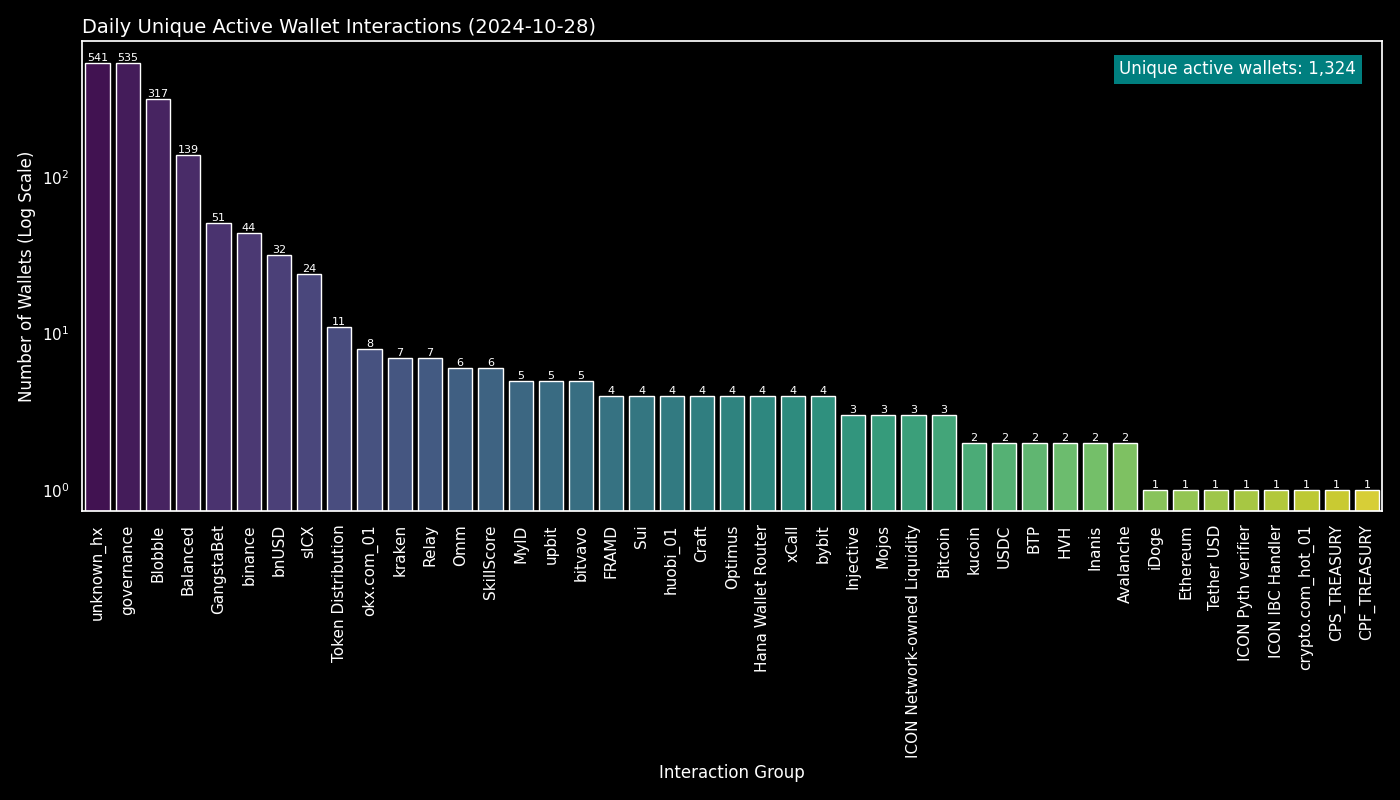 Daily Unique Active Wallet Interactions (2024-10-28)
Unique active wallets: 1,324
Number of Wallets (Log Scale)
10²
10¹
10⁰
541
535
317
139
51
44
32
24
11
8
7
7
6
6
5
5
5
4
4
4
4
4
4
4
4
3
3
3
3
2
2
2
2
2
2
1
1
1
1
1
1
1
1
unknown_hx
governance
Blobble
Balanced
GangstaBet
binance
bnUSD
sICX
Token Distribution
okx.com_01
kraken
Relay
Omm
SkillScore
MyID
upbit
bitvavo
FRAMD
Sui
huobi_01
Craft
Optimus
Hana Wallet Router
xCall
bybit
Injective
Mojos
ICON Network-owned Liquidity
Bitcoin
kucoin
USDC
BTP
HVH
Inanis
Avalanche
iDoge
Ethereum
Tether USD
ICON Pyth verifier
ICON IBC Handler
crypto.com_hot_01
CPS_TREASURY
CPF_TREASURY
Interaction Group